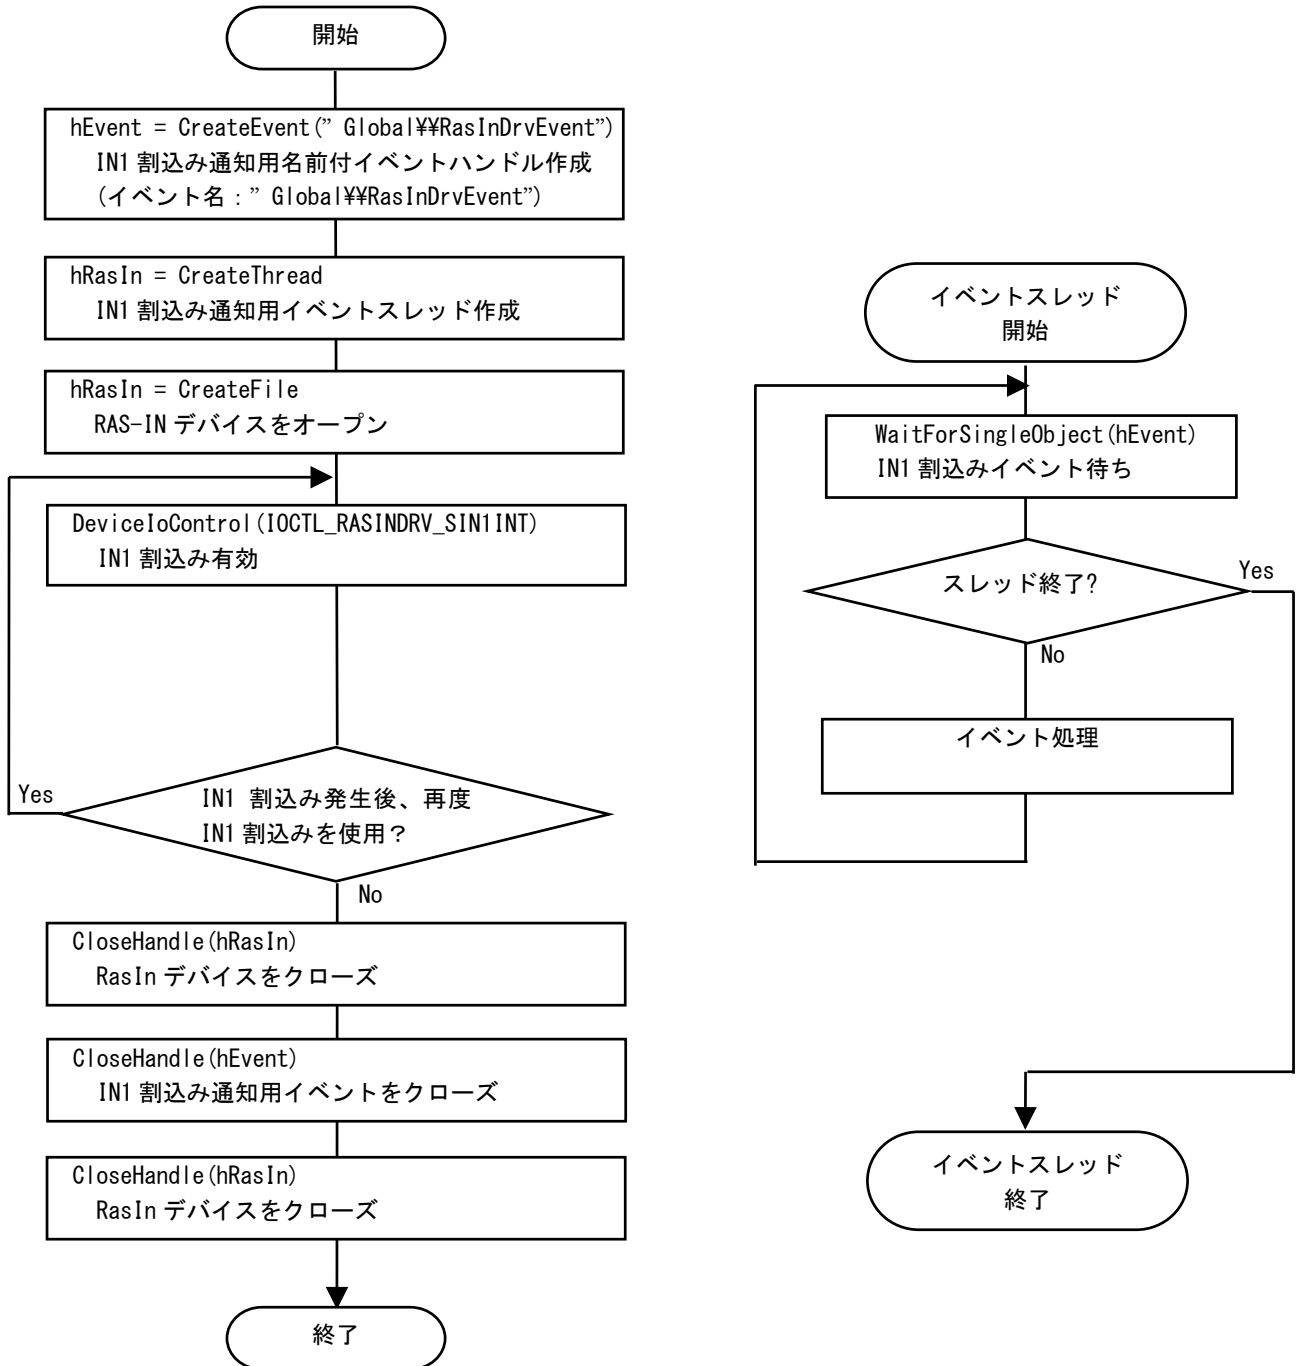 開始
hEvent = CreateEvent(” Global¥¥RasInDrvEvent”)
IN1 割込み通知用名前付イベントハンドル作成
(イベント名：” Global¥¥RasInDrvEvent”)
hRasIn = CreateThread
IN1 割込み通知用イベントスレッド作成
hRasIn = CreateFile
RAS-IN デバイスをオープン
DeviceIoControl(IOCTL_RASINDRV_SIN1INT)
IN1 割込み有効
Yes
IN1 割込み発生後、再度
IN1 割込みを使用？
No
CloseHandle(hRasIn)
RasIn デバイスをクローズ
CloseHandle(hEvent)
IN1 割込み通知用イベントをクローズ
CloseHandle(hRasIn)
RasIn デバイスをクローズ
終了
イベントスレッド
開始
WaitForSingleObject(hEvent)
IN1 割込みイベント待ち
スレッド終了?
Yes
No
イベント処理
イベントスレッド
終了